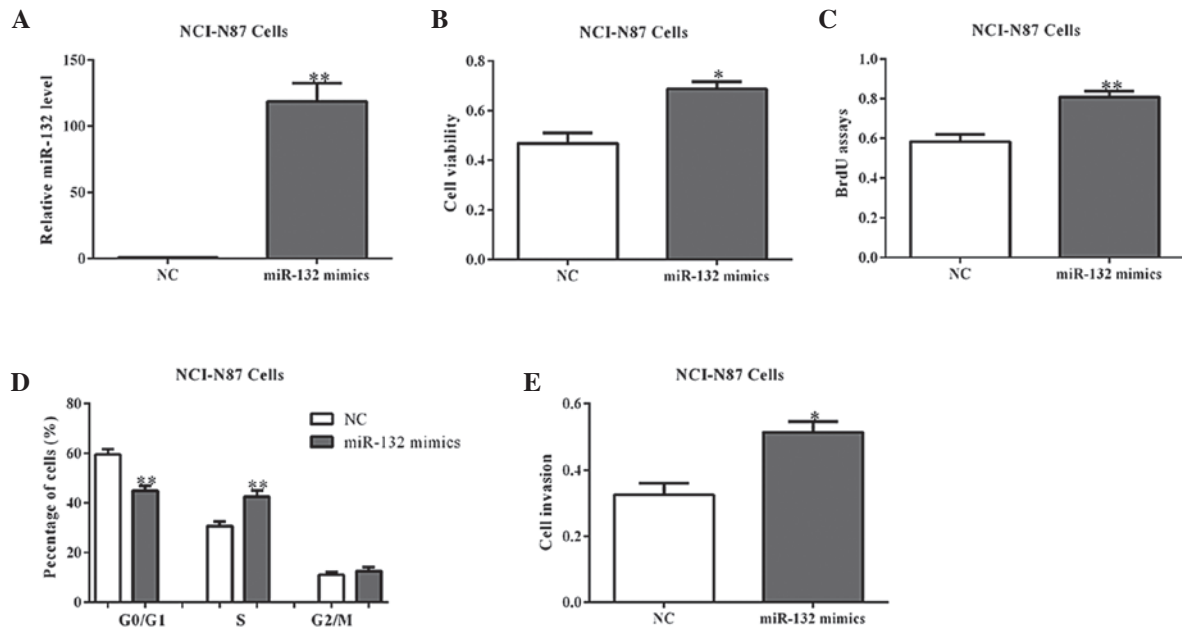 A
NCI-N87 Cells
Relative miR-132 level
150
100
50
0
**
NC
miR-132 mimics
B
NCI-N87 Cells
Cell viability
0.8
0.6
0.4
0.2
0.0
*
NC
miR-132 mimics
C
NCI-N87 Cells
BrdU assays
1.0
0.8
0.6
0.4
0.2
0.0
**
NC
miR-132 mimics
D
NCI-N87 Cells
Pecentage of cells (%)
80
60
40
20
0
NC
miR-132 mimics
**
**
G0/G1
S
G2/M
E
NCI-N87 Cells
Cell invasion
0.6
0.4
0.2
0.0
*
NC
miR-132 mimics